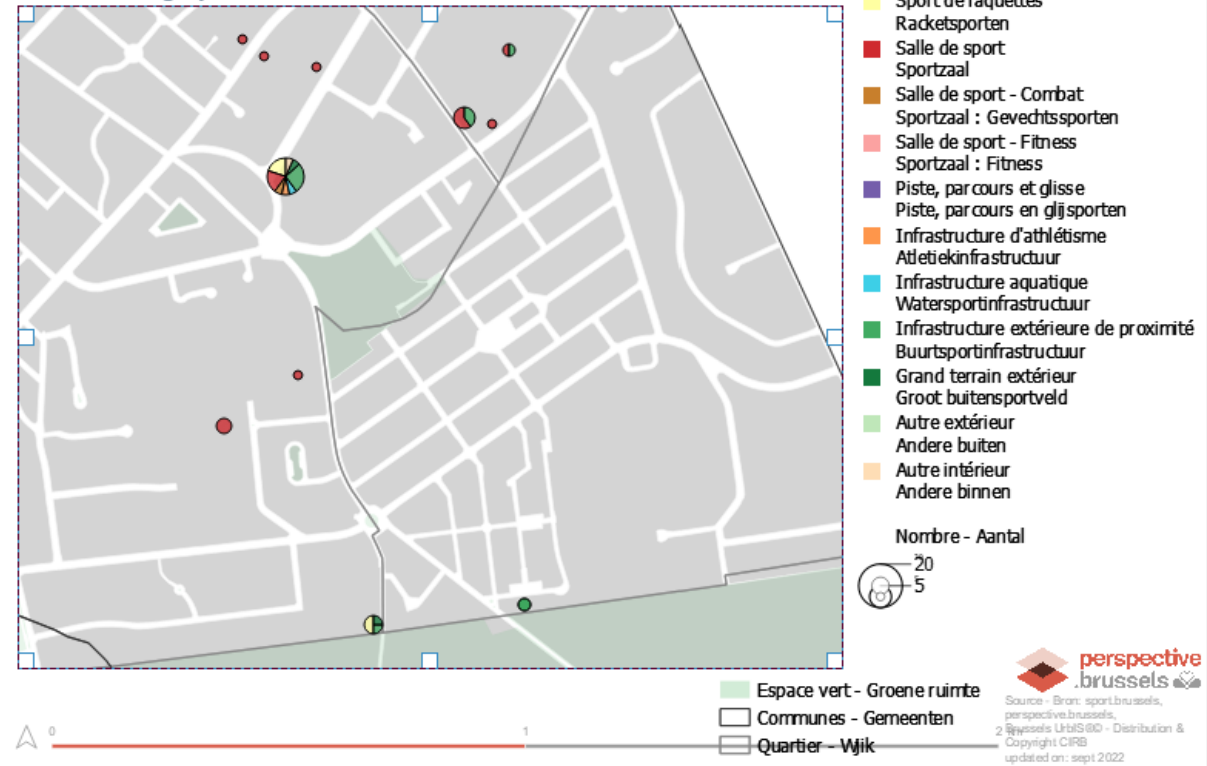 Sport de raquettes
Racketsporten
Salle de sport
Sportzaal
Salle de sport - Combat
Sportzaal : Gevechtssporten
Salle de sport - Fitness
Sportzaal : Fitness
Piste, parcours et glisse
Piste, parcours en glijsporten
Infrastructure d'athlétisme
Atletiekinfrastructuur
Infrastructure aquatique
Watersportinfrastructuur
Infrastructure extérieure de proximité
Buurtsportinfrastructuur
Grand terrain extérieur
Groot buitensportveld
Autre extérieur
Andere buiten
Autre intérieur
Andere binnen
Nombre - Aantal
20
5
perspective
.brussels
Espace vert - Groene ruimte
Communes - Gemeenten
Quartier - Wijk
0
1
2
Source - Bron: sport.brussels,
perspective.brussels,
Brussels UrbIS®© - Distribution &
Copyright CIRB
updated on: sept 2022